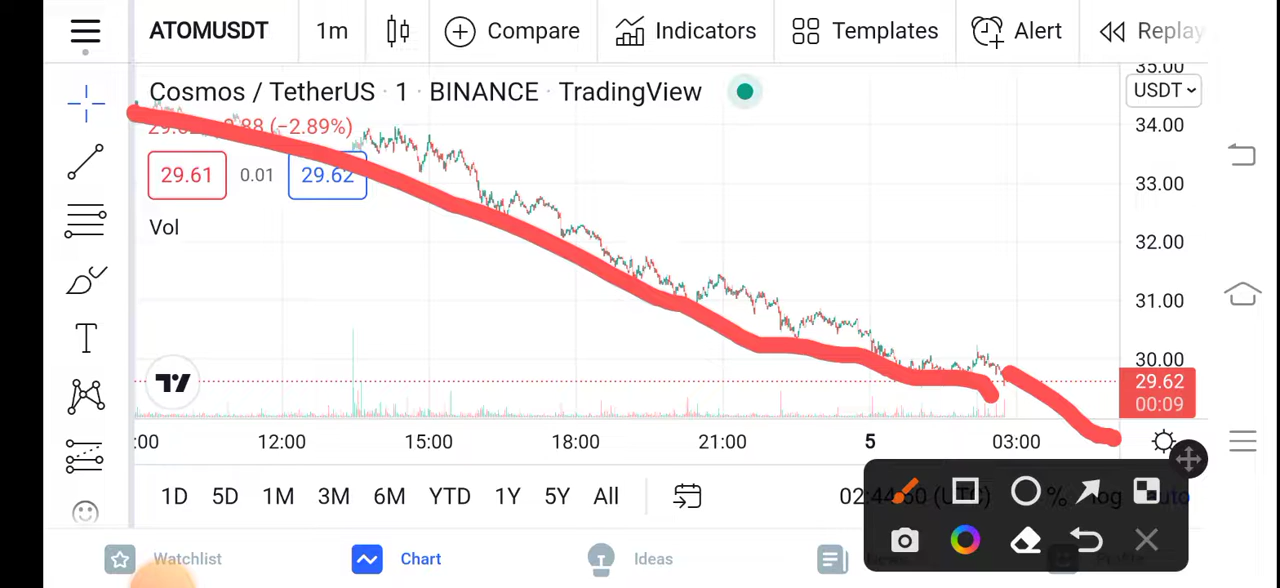 ATOMUSDT 1m Compare Indicators Templates Alert Replay
Cosmos / TetherUS · 1 · BINANCE · TradingView
(−2.89%)
29.61 0.01 29.62
Vol
USDT
35.00
34.00
33.00
32.00
31.00
30.00
29.62
00:09
:00 12:00 15:00 18:00 21:00 5 03:00
1D 5D 1M 3M 6M YTD 1Y 5Y All (UTC) % log auto
Watchlist Chart Ideas